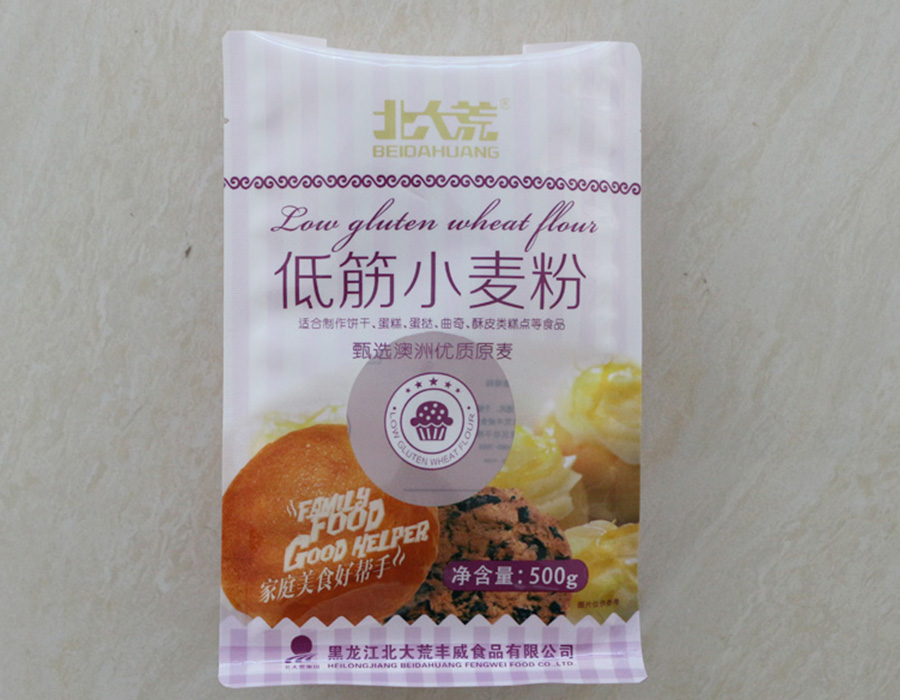 北大荒®
BEIDAHUANG
Low gluten wheat flour
低筋小麦粉
适合制作饼干、蛋糕、蛋挞、曲奇、酥皮类糕点等食品
甄选澳洲优质原麦
LOW GLUTEN WHEAT FLOUR
FAMILY
FOOD
GOOD HELPER
家庭美食好帮手
净含量:500g
图片仅供参考
黑龙江北大荒丰威食品有限公司
HEILONGJIANG BEIDAHUANG FENGWEI FOOD CO.,LTD